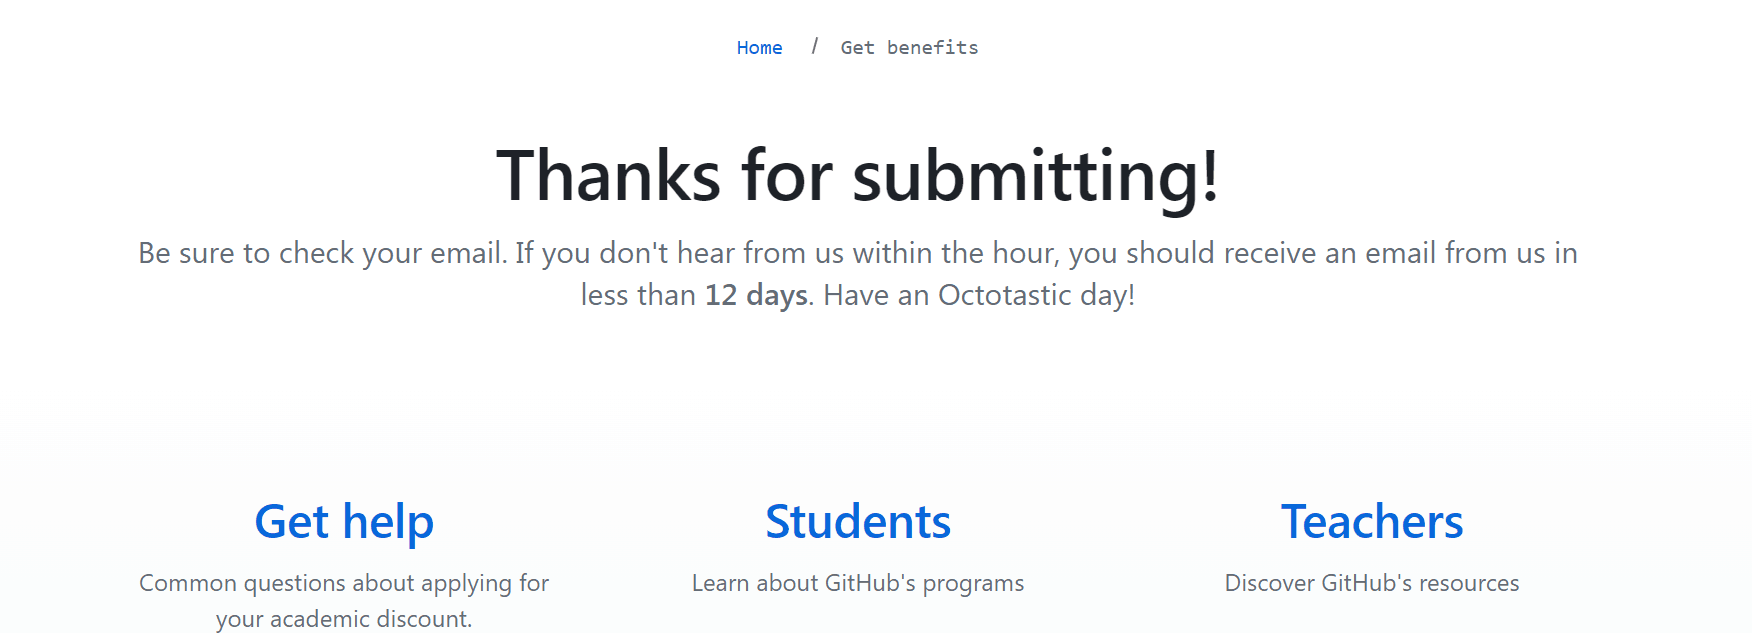 Home / Get benefits
Thanks for submitting!
Be sure to check your email. If you don't hear from us within the hour, you should receive an email from us in
less than 12 days. Have an Octotastic day!
Get help
Common questions about applying for
your academic discount.
Students
Learn about GitHub's programs
Teachers
Discover GitHub's resources